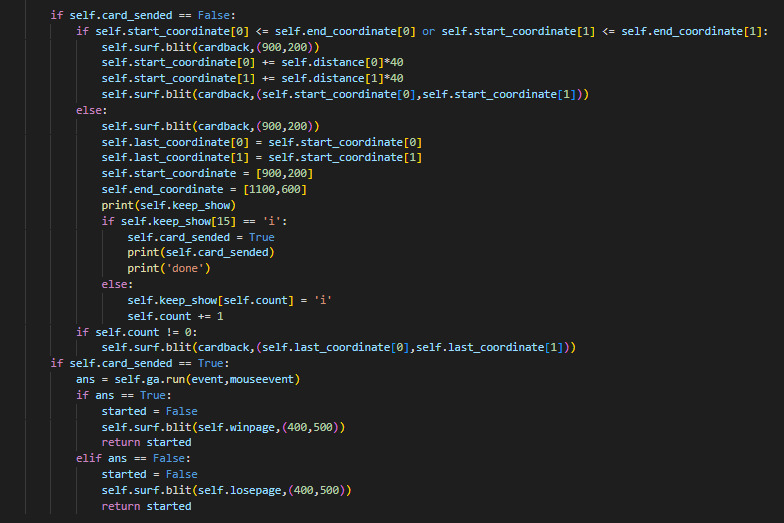 if self.card_sended == False:
    if self.start_coordinate[0] <= self.end_coordinate[0] or self.start_coordinate[1] <= self.end_coordinate[1]:
        self.surf.blit(cardback,(900,200))
        self.start_coordinate[0] += self.distance[0]*40
        self.start_coordinate[1] += self.distance[1]*40
        self.surf.blit(cardback,(self.start_coordinate[0],self.start_coordinate[1]))
    else:
        self.surf.blit(cardback,(900,200))
        self.last_coordinate[0] = self.start_coordinate[0]
        self.last_coordinate[1] = self.start_coordinate[1]
        self.start_coordinate = [900,200]
        self.end_coordinate = [1100,600]
        print(self.keep_show)
        if self.keep_show[15] == 'i':
            self.card_sended = True
            print(self.card_sended)
            print('done')
        else:
            self.keep_show[self.count] = 'i'
            self.count += 1
    if self.count != 0:
        self.surf.blit(cardback,(self.last_coordinate[0],self.last_coordinate[1]))
if self.card_sended == True:
    ans = self.ga.run(event,mouseevent)
    if ans == True:
        started = False
        self.surf.blit(self.winpage,(400,500))
        return started
    elif ans == False:
        started = False
        self.surf.blit(self.losepage,(400,500))
        return started